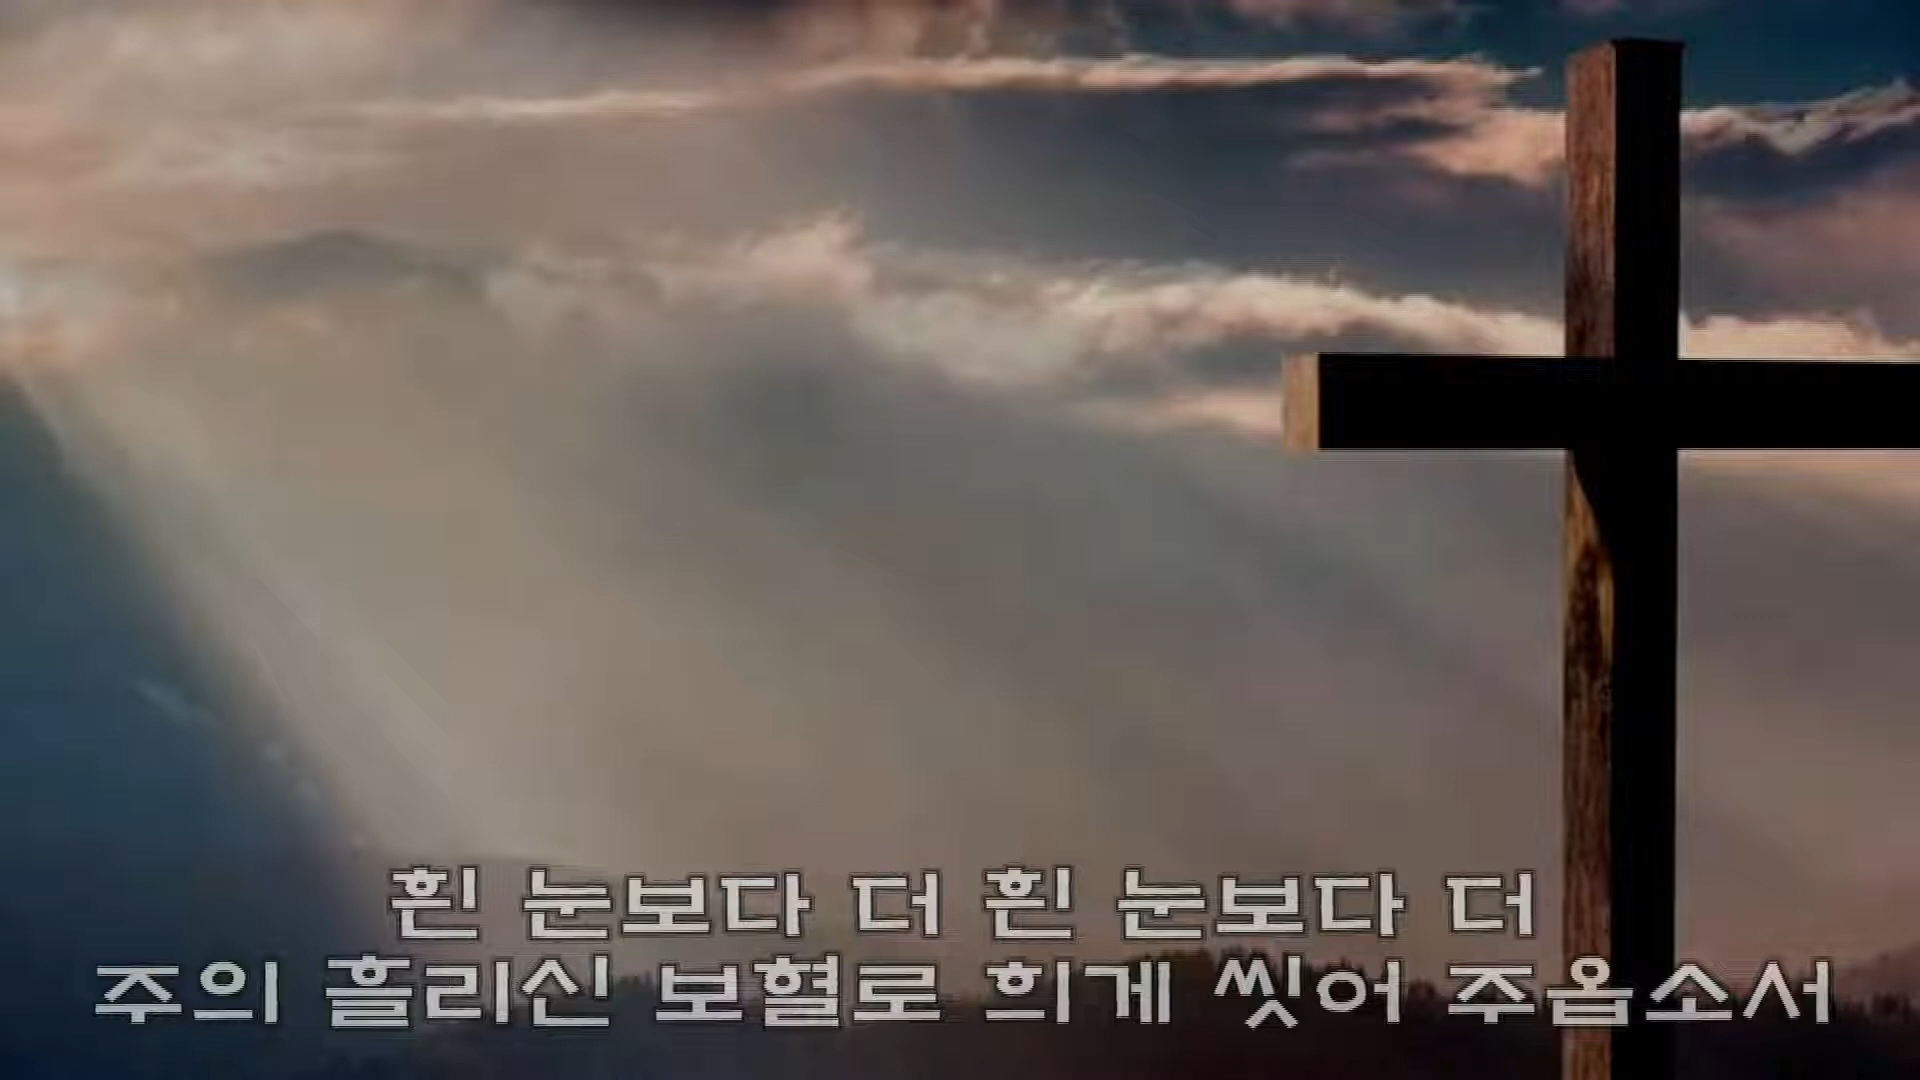 흰 눈보다 더 흰 눈보다 더
주의 흘리신 보혈로 희게 씻어 주옵소서